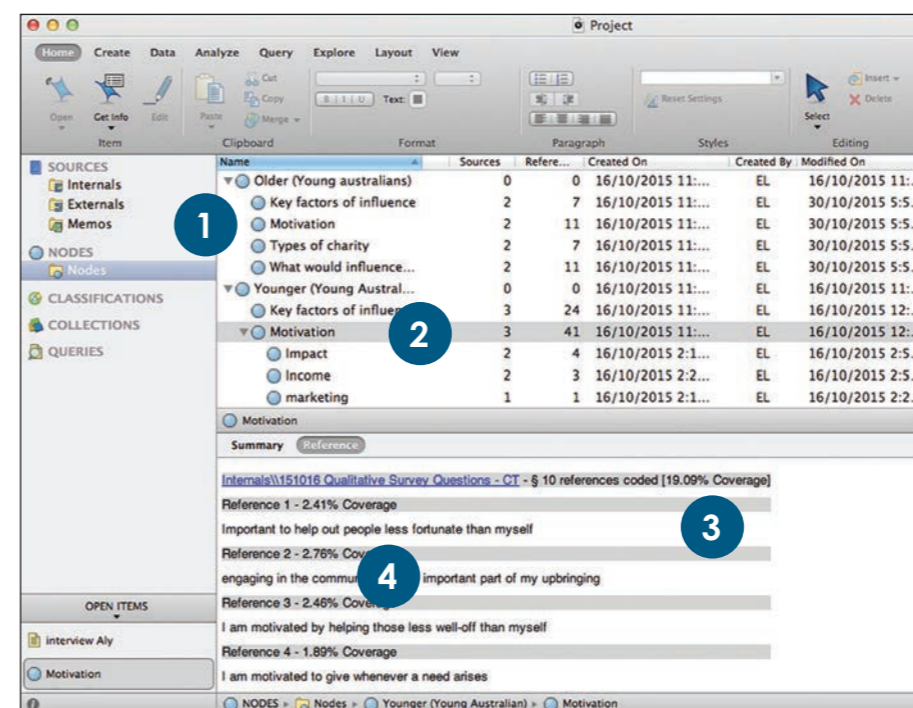 Project
Home Create Data Analyze Query Explore Layout View
Open Get Info Edit Paste Cut Copy Merge B I U Text: Reset Settings Select Insert Delete
Item Clipboard Format Paragraph Styles Editing
SOURCES
Internals
Externals
Memos
NODES
Nodes
CLASSIFICATIONS
COLLECTIONS
QUERIES
Name Sources Refere... Created On Created By Modified On
Older (Young australians) 0 0 16/10/2015 11:... EL 16/10/2015 11:..
Key factors of influence 2 7 16/10/2015 11:... EL 30/10/2015 5:5.
Motivation 2 11 16/10/2015 11:... EL 30/10/2015 5:5.
Types of charity 2 7 16/10/2015 11:... EL 30/10/2015 5:5.
What would influence... 2 11 16/10/2015 11:... EL 30/10/2015 5:5.
Younger (Young Austral... 0 0 16/10/2015 11:... EL 16/10/2015 11:.
Key factors of 3 24 16/10/2015 11:... EL 16/10/2015 12:.
Motivation 3 41 16/10/2015 11:... EL 16/10/2015 12:.
Impact 2 4 16/10/2015 2:1... EL 16/10/2015 2:5.
Income 2 3 16/10/2015 2:2... EL 16/10/2015 2:5.
marketing 1 1 16/10/2015 2:1... EL 16/10/2015 2:2.
1
2
Motivation
Summary Reference
Internals\\151016 Qualitative Survey Questions - CT - § 10 references coded [19.09% Coverage]
Reference 1 - 2.41% Coverage
Important to help out people less fortunate than myself
3
Reference 2 - 2.76%
engaging in the important part of my upbringing
4
Reference 3 - 2.46%
I am motivated by helping those less well-off than myself
Reference 4 - 1.89% Coverage
I am motivated to give whenever a need arises
OPEN ITEMS
interview Aly
Motivation
NODES Nodes Younger (Young Australian) Motivation